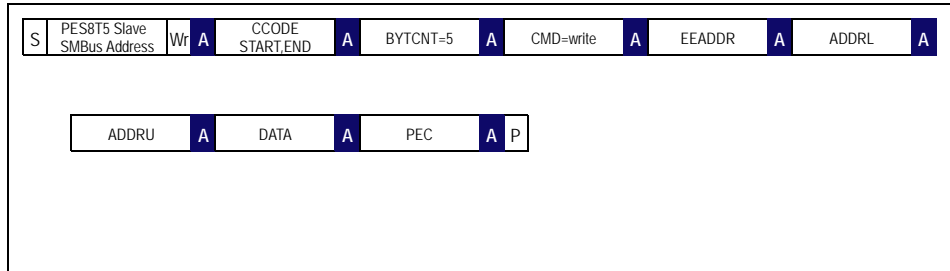 S PES8T5 Slave SMBus Address Wr A CCODE START,END A BYTCNT=5 A CMD=write A EEADDR A ADDRL A
ADDRU A DATA A PEC A P